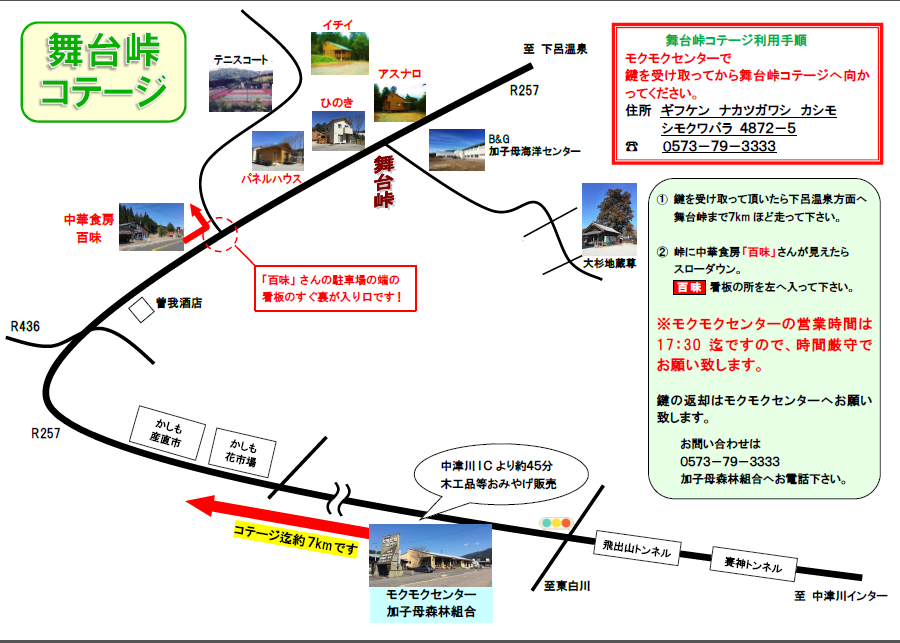 舞台峠
コテージ
テニスコート
イチイ
アスナロ
ひのき
パネルハウス
至 下呂温泉
R257
B&G
加子母海洋センター
舞台峠
中華食房
百味
大杉地蔵尊
「百味」さんの駐車場の端の
看板のすぐ裏が入り口です！
曽我酒店
R436
R257
かしも
産直市
かしも
花市場
中津川ＩＣより約45分
木工品等おみやげ販売
コテージ迄約7kmです
モクモクセンター
加子母森林組合
至東白川
飛出山トンネル
賽神トンネル
至 中津川インター
舞台峠コテージ利用手順
モクモクセンターで
鍵を受け取ってから舞台峠コテージへ向か
ってください。
住所 ギフケン ナカツガワシ カシモ
シモクワバラ 4872－5
☎ 0573－79－3333
① 鍵を受け取って頂いたら下呂温泉方面へ
舞台峠まで7kmほど走って下さい。
② 峠に中華食房「百味」さんが見えたら
スローダウン。
百味 看板の所を左へ入って下さい。
※モクモクセンターの営業時間は
17：30 迄ですので、時間厳守で
お願い致します。
鍵の返却はモクモクセンターへお願い
致します。
お問い合わせは
0573－79－3333
加子母森林組合へお電話下さい。